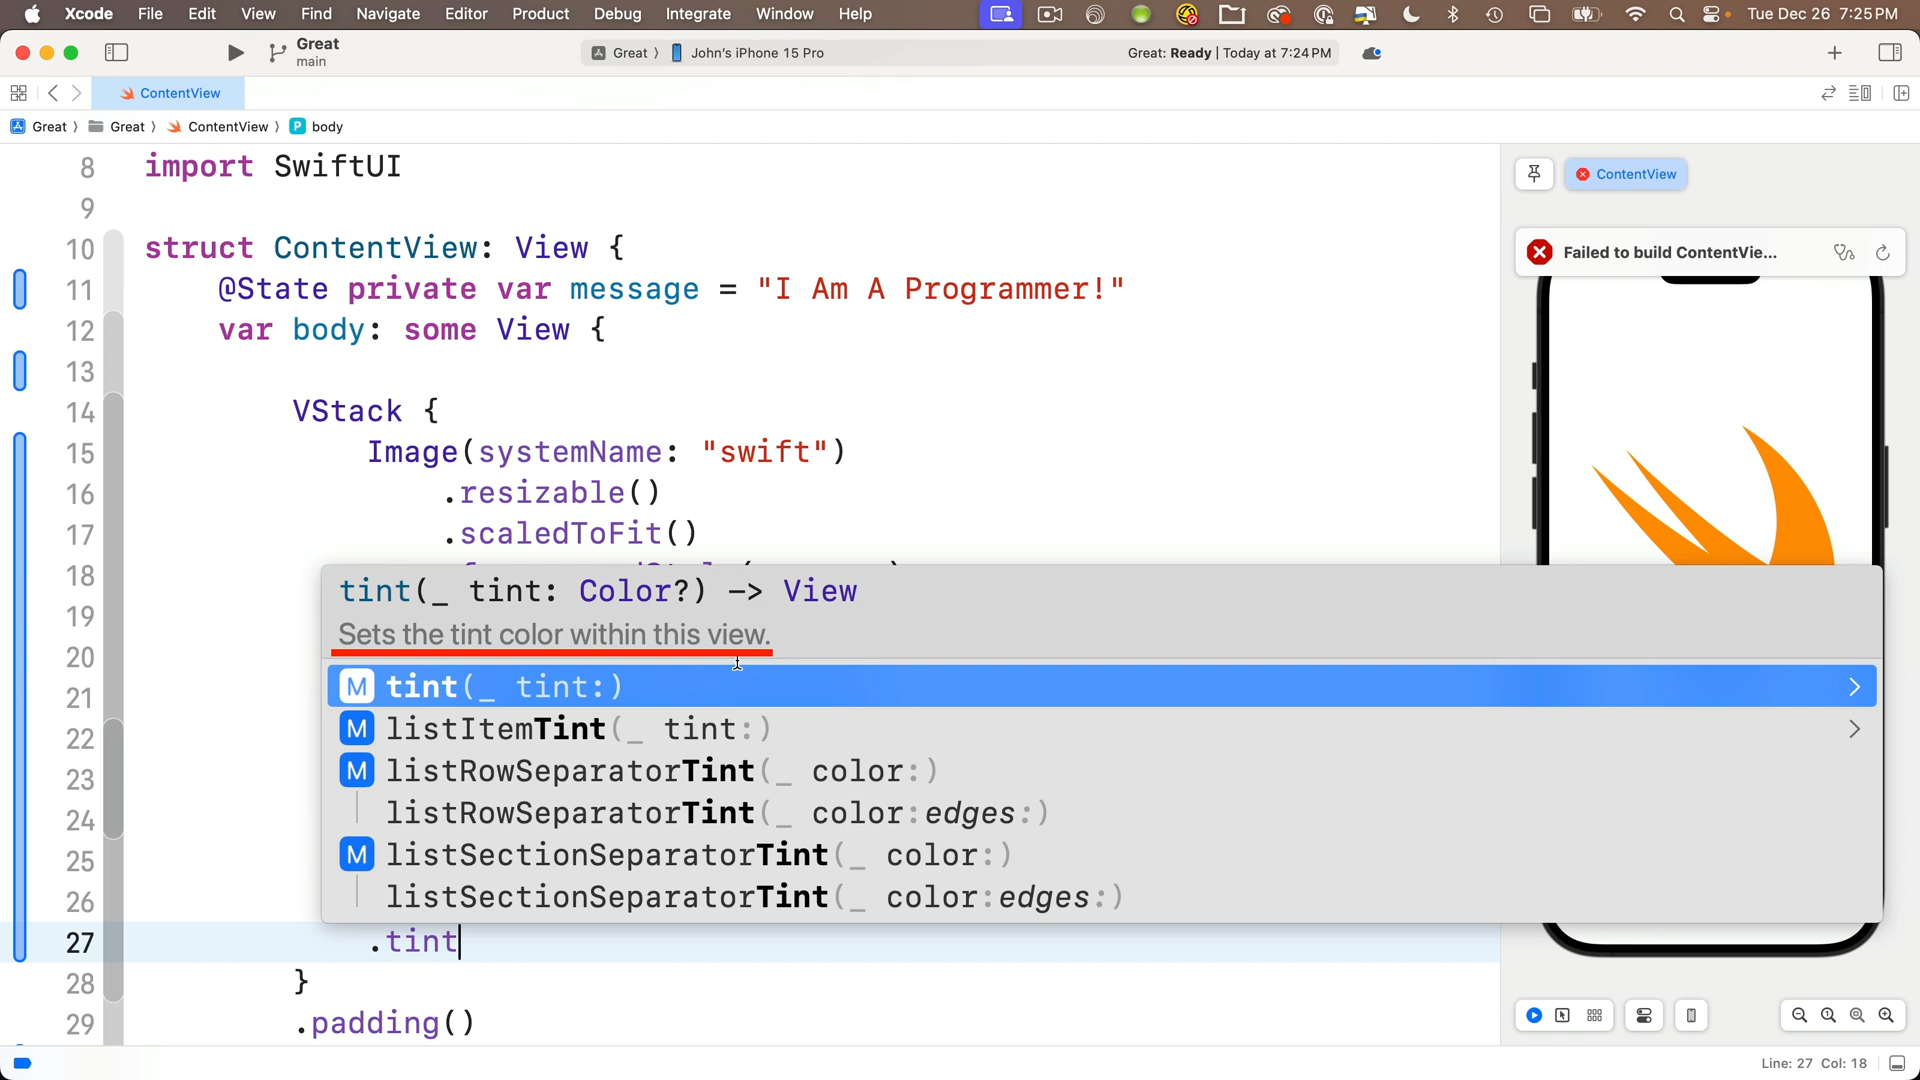 Xcode File Edit View Find Navigate Editor Product Debug Integrate Window Help Tue Dec 26 7:25 PM
Great
main
Great 〉 John's iPhone 15 Pro
Great: Ready | Today at 7:24 PM
ContentView
Great 〉 Great 〉 ContentView 〉 P body
8 import SwiftUI
9
10 struct ContentView: View {
11 @State private var message = "I Am A Programmer!"
12 var body: some View {
13
14 VStack {
15 Image(systemName: "swift")
16 .resizable()
17 .scaledToFit()
18
19
20
21
22
23
24
25
26
tint(_ tint: Color?) -> View
Sets the tint color within this view.
M tint(_ tint:)
M listItemTint(_ tint:)
M listRowSeparatorTint(_ color:)
listRowSeparatorTint(_ color:edges:)
M listSectionSeparatorTint(_ color:)
listSectionSeparatorTint(_ color:edges:)
27 .tint
28 }
29 .padding()
ContentView
Failed to build ContentVie...
Line: 27 Col: 18